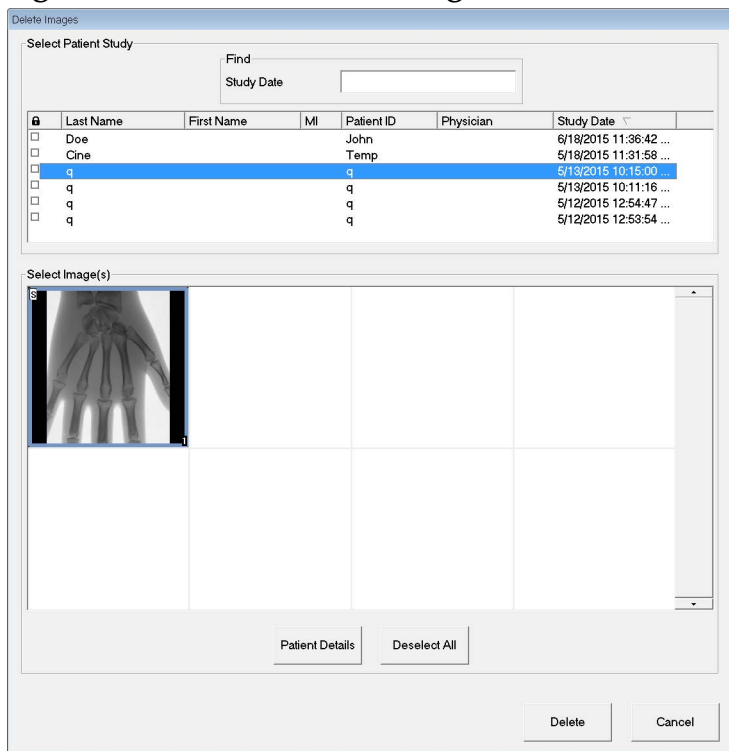 Delete Images
Select Patient Study
Find
Study Date
Last Name First Name MI Patient ID Physician Study Date
Doe John 6/18/2015 11:36:42 ...
Cine Temp 5/18/2015 11:31:58 ...
q q 5/13/2015 10:15:00 ...
q q 5/13/2015 10:11:16 ...
q q 5/12/2015 12:54:47 ...
q q 5/12/2015 12:53:54 ...
Select Image(s)
S
1
Patient Details Deselect All
Delete Cancel